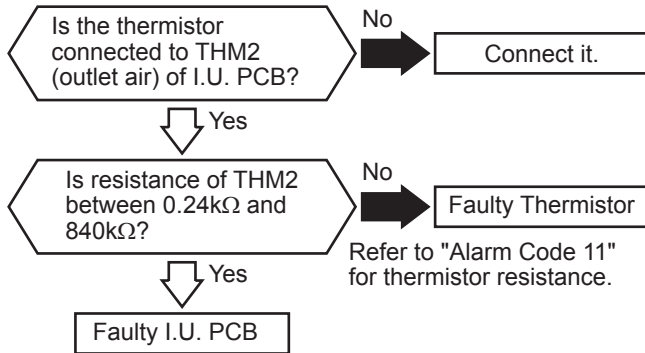 Is the thermistor
connected to THM2
(outlet air) of I.U. PCB?
No
Connect it.
Yes
Is resistance of THM2
between 0.24kΩ and
840kΩ?
No
Faulty Thermistor
Refer to "Alarm Code 11"
for thermistor resistance.
Yes
Faulty I.U. PCB